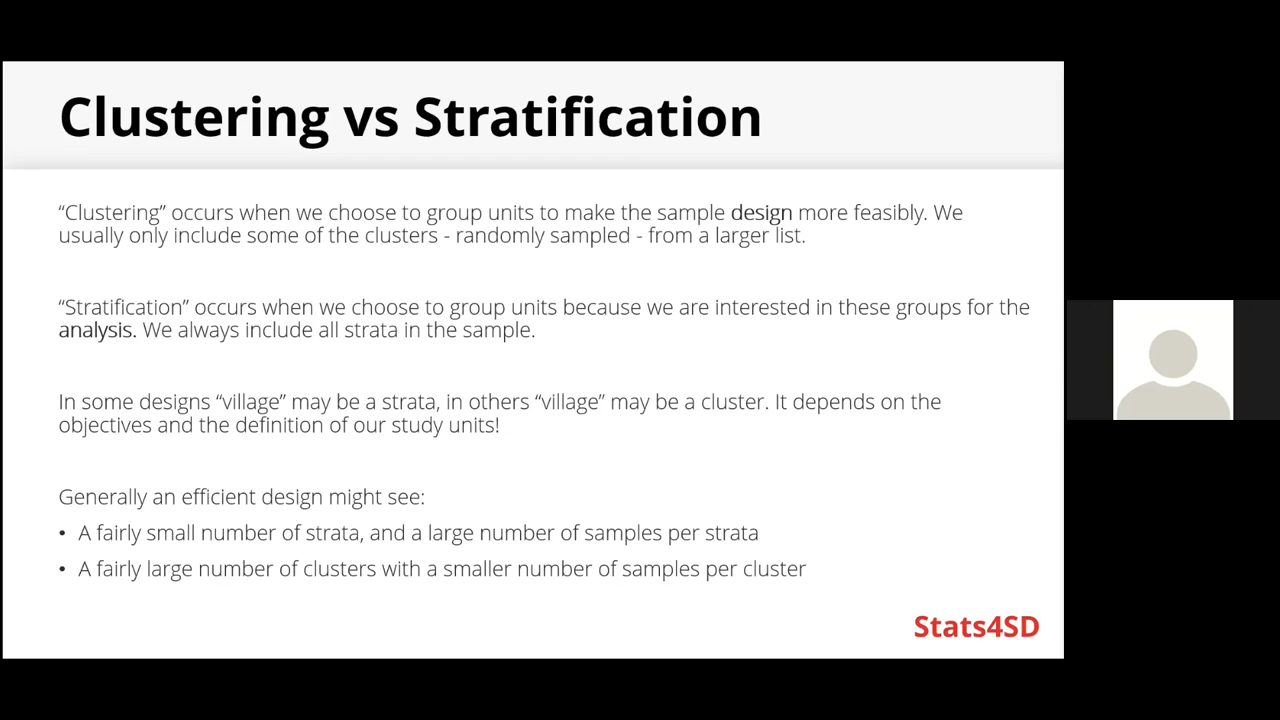 Clustering vs Stratification
“Clustering” occurs when we choose to group units to make the sample design more feasibly. We
usually only include some of the clusters - randomly sampled - from a larger list.
“Stratification” occurs when we choose to group units because we are interested in these groups for the
analysis. We always include all strata in the sample.
In some designs “village” may be a strata, in others “village” may be a cluster. It depends on the
objectives and the definition of our study units!
Generally an efficient design might see:
• A fairly small number of strata, and a large number of samples per strata
• A fairly large number of clusters with a smaller number of samples per cluster
Stats4SD